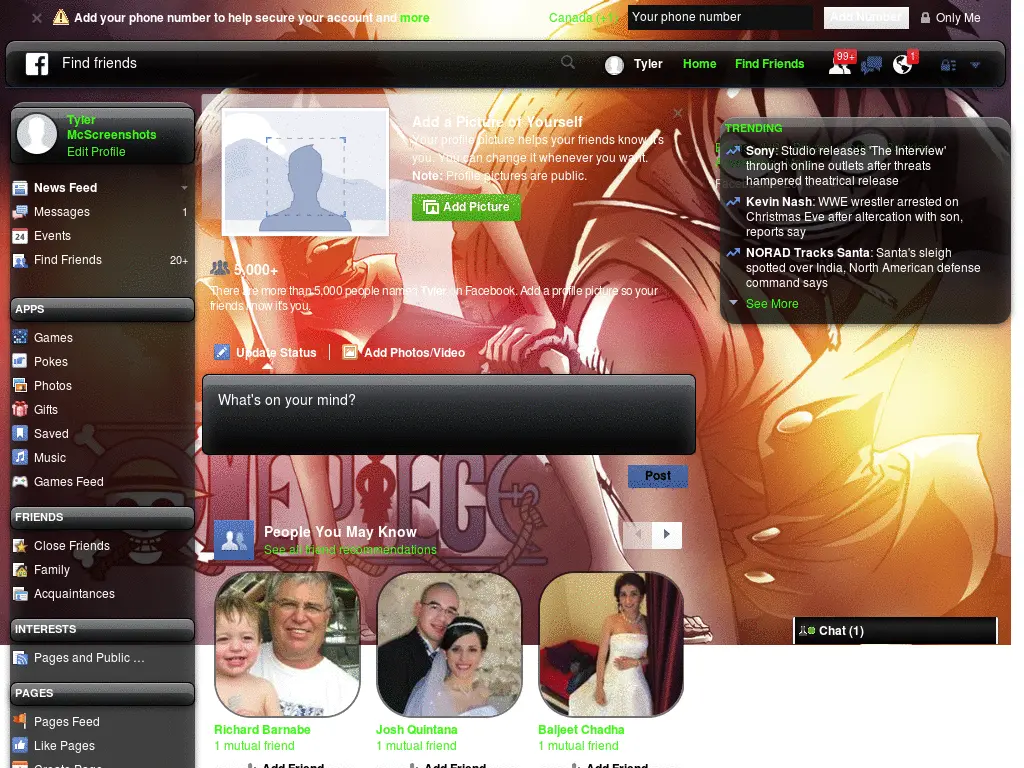 Add your phone number to help secure your account and more
Canada (+1)
Your phone number
Add Number
Only Me
Find friends
Tyler
Home
Find Friends
99+
1
Tyler
McScreenshots
Edit Profile
News Feed
Messages 1
24 Events
Find Friends 20+
APPS
Games
Pokes
Photos
Gifts
Saved
Music
Games Feed
FRIENDS
Close Friends
Family
Acquaintances
INTERESTS
Pages and Public ...
PAGES
Pages Feed
Like Pages
Create Page
Add a Picture of Yourself
Your profile picture helps your friends know it's
you. You can change it whenever you want.
Note: Profile pictures are public.
Add Picture
5,000+
There are more than 5,000 people named Tyler on Facebook. Add a profile picture so your
friends know it's you.
Update Status
Add Photos/Video
What's on your mind?
Post
People You May Know
See all friend recommendations
Richard Barnabe
1 mutual friend
Add Friend
Josh Quintana
1 mutual friend
Add Friend
Baljeet Chadha
1 mutual friend
Add Friend
TRENDING
Sony: Studio releases 'The Interview'
through online outlets after threats
hampered theatrical release
Kevin Nash: WWE wrestler arrested on
Christmas Eve after altercation with son,
reports say
NORAD Tracks Santa: Santa's sleigh
spotted over India, North American defense
command says
See More
Chat (1)